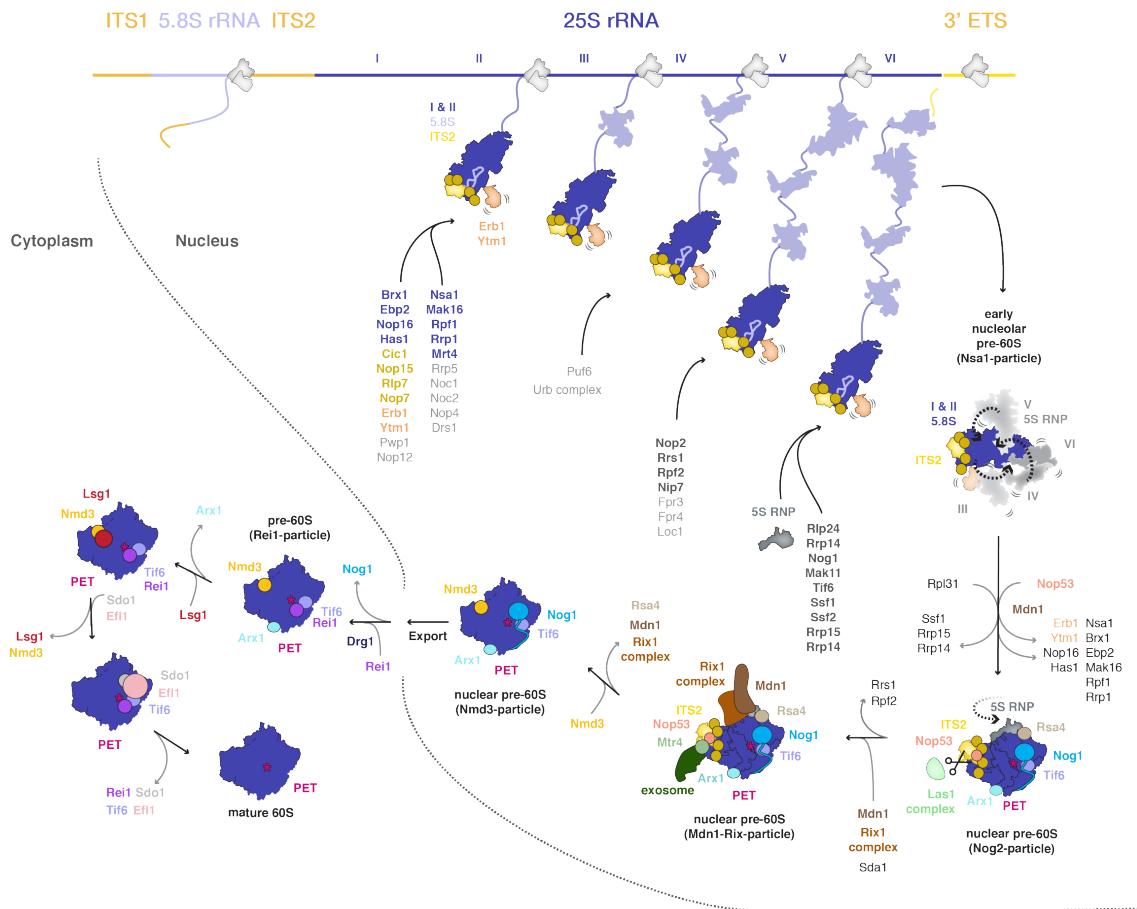 ITS1 5.8S rRNA ITS2
25S rRNA
3' ETS
I
II
III
IV
V
VI
I & II
5.8S
ITS2
Erb1
Ytm1
Cytoplasm
Nucleus
Brx1
Ebp2
Nop16
Has1
Cic1
Nop15
Rlp7
Nop7
Erb1
Ytm1
Pwp1
Nop12
Nsa1
Mak16
Rpf1
Rrp1
Mrt4
Rrp5
Noc1
Noc2
Nop4
Drs1
Puf6
Urb complex
Nop2
Rrs1
Rpf2
Nip7
Fpr3
Fpr4
Loc1
5S RNP
Rlp24
Rrp14
Nog1
Mak11
Tif6
Ssf1
Ssf2
Rrp15
Rrp14
early
nucleolar
pre-60S
(Nsa1-particle)
I & II
5.8S
V
5S RNP
VI
ITS2
IV
III
Rpl31
Nop53
Mdn1
Ssf1
Rrp15
Rrp14
Erb1 Nsa1
Ytm1 Brx1
Nop16 Ebp2
Has1 Mak16
Rpf1
Rrp1
5S RNP
ITS2
Rsa4
Nop53
Nog1
Tif6
Las1
complex
Arx1
PET
nuclear pre-60S
(Nog2-particle)
Rrs1
Rpf2
Mdn1
Rix1
complex
Sda1
Rix1
complex
Mdn1
ITS2
Rsa4
Nop53
Nog1
Mtr4
Tif6
Arx1
exosome
PET
nuclear pre-60S
(Mdn1-Rix-particle)
Rsa4
Mdn1
Rix1
complex
Nmd3
Nmd3
Nog1
Tif6
Arx1
PET
nuclear pre-60S
(Nmd3-particle)
Export
Nog1
Drg1
Rei1
pre-60S
(Rei1-particle)
Nmd3
Tif6
Rei1
Arx1
PET
Arx1
Lsg1
Lsg1
Nmd3
Tif6
Rei1
PET
Sdo1
Efl1
Lsg1
Nmd3
Sdo1
Efl1
Tif6
PET
Rei1 Sdo1
Tif6 Efl1
PET
mature 60S